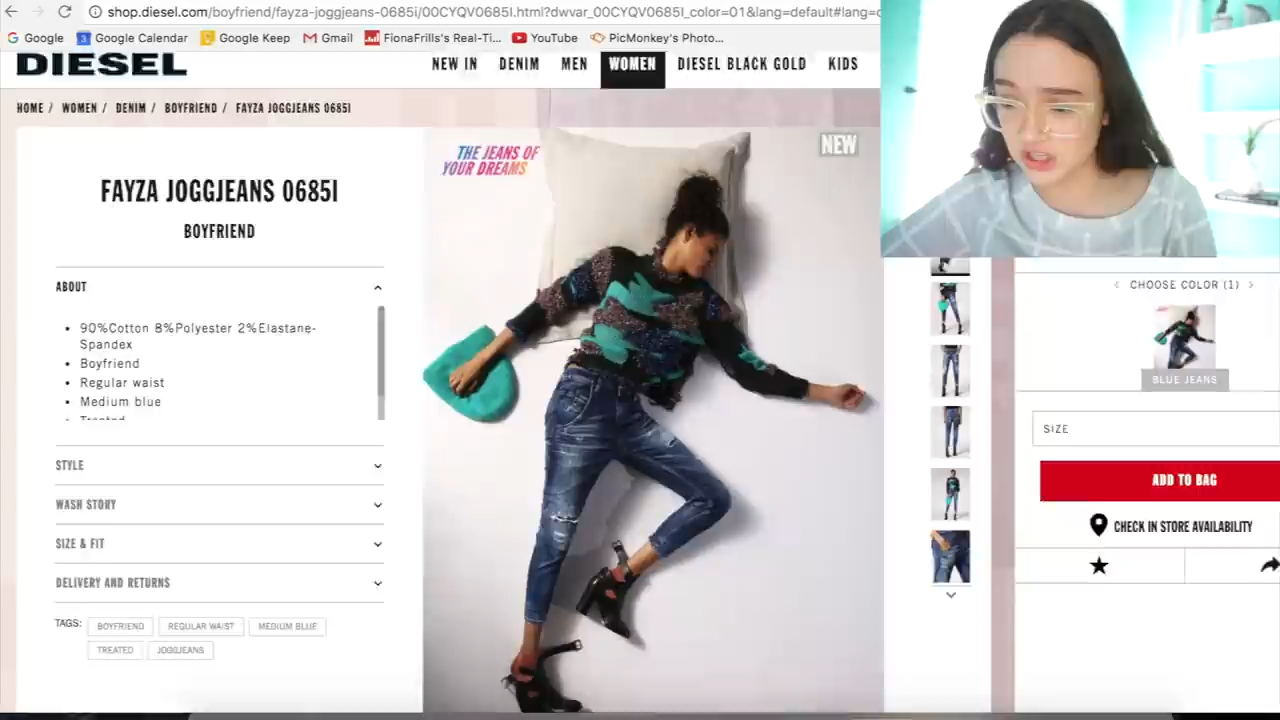 shop.diesel.com/boyfriend/fayza-joggjeans-0685i/00CYQV0685I.html?dwvar_00CYQV0685I_color=01&lang=default#lang=
Google
Google Calendar
Google Keep
Gmail
FionaFrills's Real-Ti...
YouTube
PicMonkey's Photo...
DIESEL
NEW IN
DENIM
MEN
WOMEN
DIESEL BLACK GOLD
KIDS
HOME / WOMEN / DENIM / BOYFRIEND / FAYZA JOGGJEANS 0685I
THE JEANS OF
YOUR DREAMS
NEW
FAYZA JOGGJEANS 0685I
BOYFRIEND
ABOUT
• 90%Cotton 8%Polyester 2%Elastane-
Spandex
• Boyfriend
• Regular waist
• Medium blue
• Treated
STYLE
WASH STORY
SIZE & FIT
DELIVERY AND RETURNS
TAGS:
BOYFRIEND
REGULAR WAIST
MEDIUM BLUE
TREATED
JOGGJEANS
CHOOSE COLOR (1)
BLUE JEANS
SIZE
ADD TO BAG
CHECK IN STORE AVAILABILITY